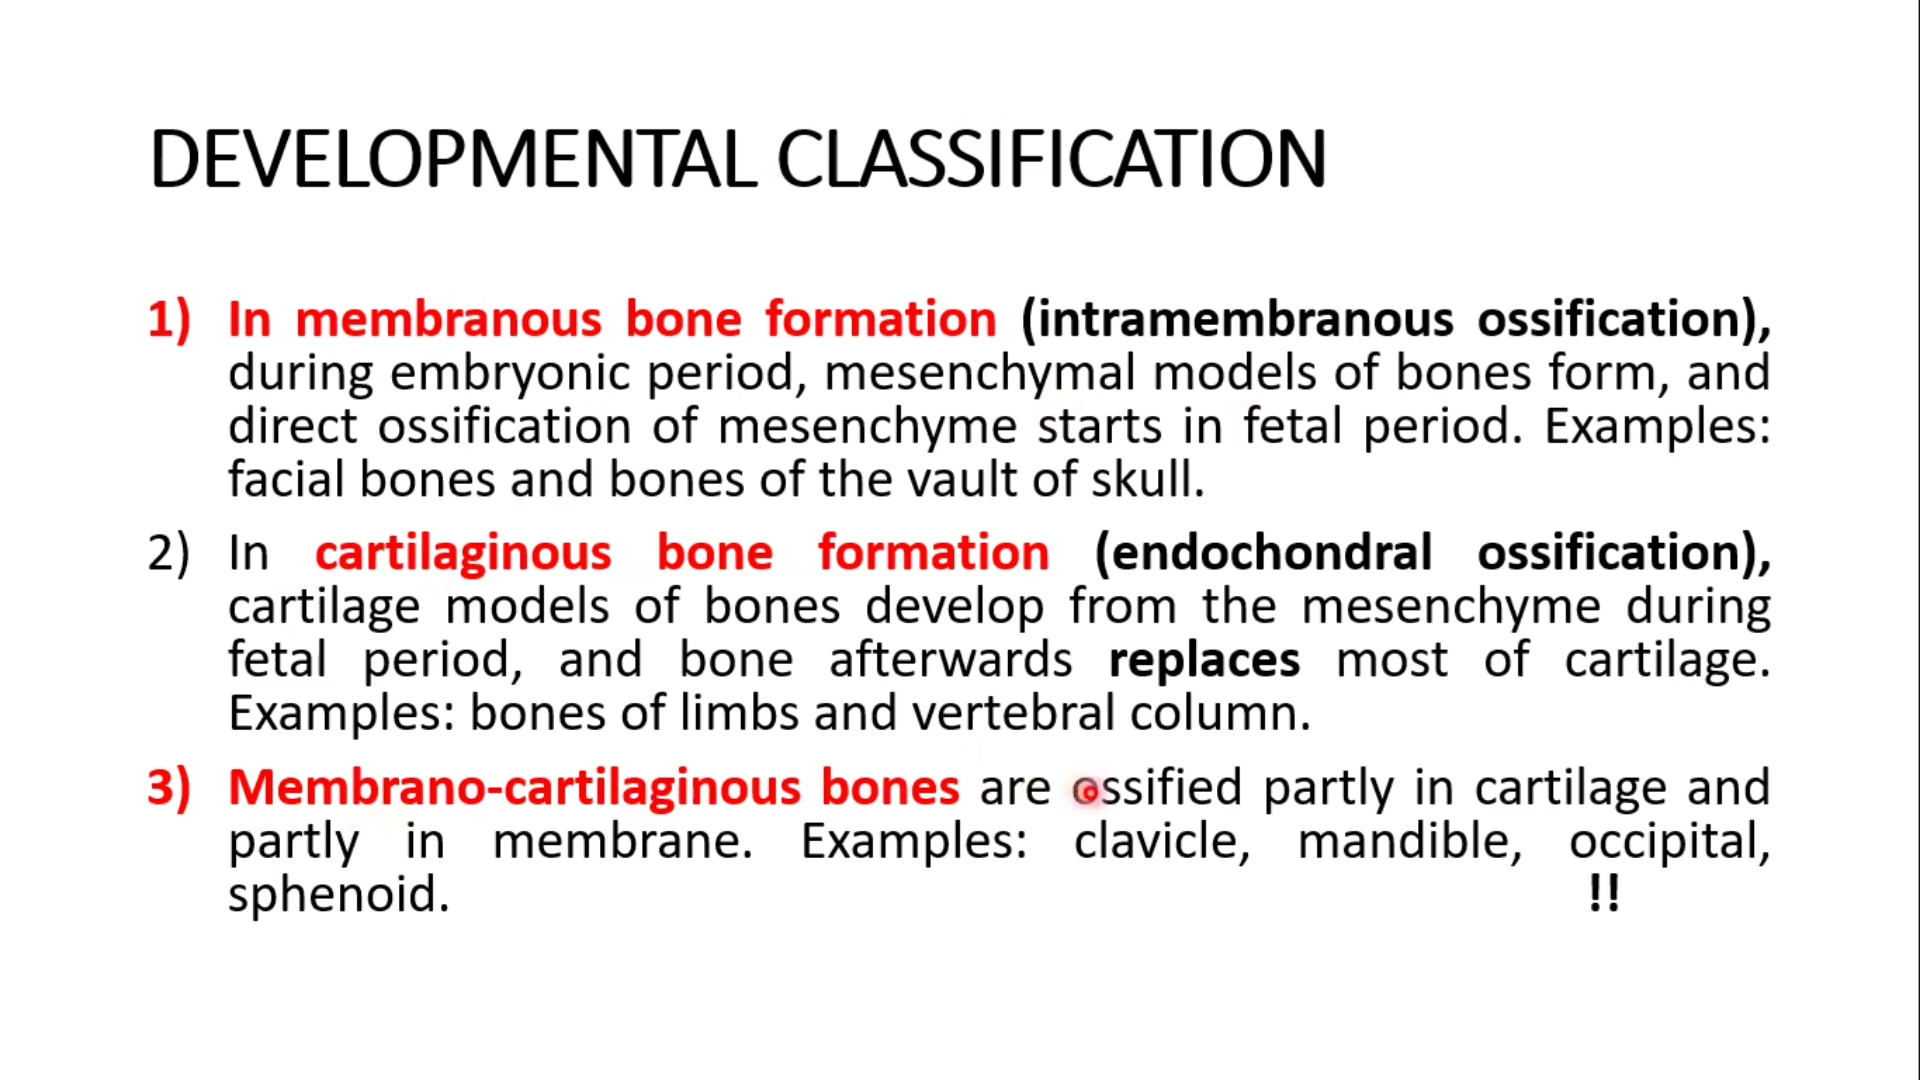 DEVELOPMENTAL CLASSIFICATION
1) In membranous bone formation (intramembranous ossification),
during embryonic period, mesenchymal models of bones form, and
direct ossification of mesenchyme starts in fetal period. Examples:
facial bones and bones of the vault of skull.
2) In cartilaginous bone formation (endochondral ossification),
cartilage models of bones develop from the mesenchyme during
fetal period, and bone afterwards replaces most of cartilage.
Examples: bones of limbs and vertebral column.
3) Membrano-cartilaginous bones are ossified partly in cartilage and
partly in membrane. Examples: clavicle, mandible, occipital,
sphenoid. !!